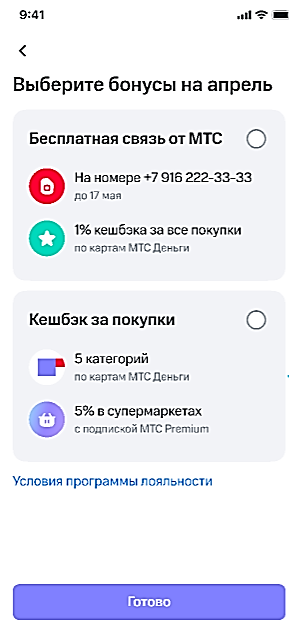 9:41
Выберите бонусы на апрель
Бесплатная связь от МТС
На номере +7 916 222-33-33
до 17 мая
1% кешбэка за все покупки
по картам МТС Деньги
Кешбэк за покупки
5 категорий
по картам МТС Деньги
5% в супермаркетах
с подпиской МТС Premium
Условия программы лояльности
Готово